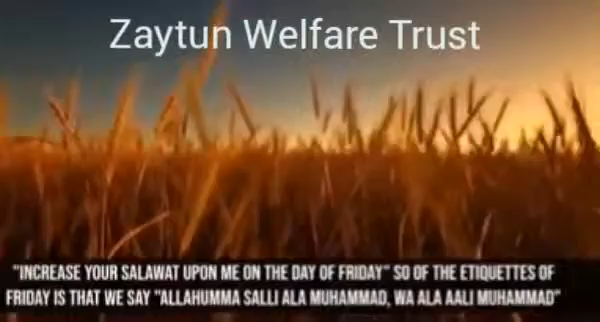 Zaytun Welfare Trust
"INCREASE YOUR SALAWAT UPON ME ON THE DAY OF FRIDAY" SO OF THE ETIQUETTES OF
FRIDAY IS THAT WE SAY "ALLAHUMMA SALLI ALA MUHAMMAD, WA ALA AALI MUHAMMAD"